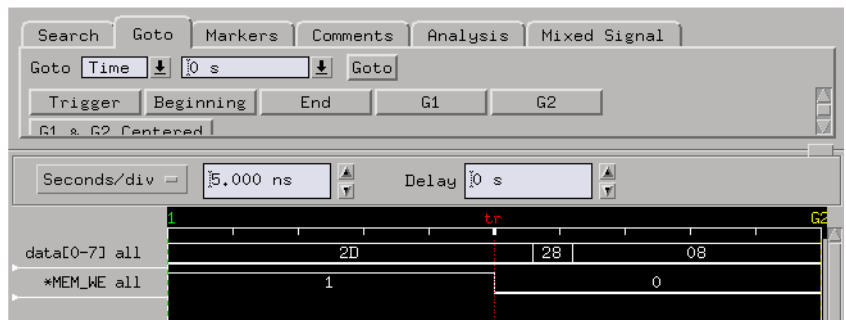 Search Goto Markers Comments Analysis Mixed Signal
Goto Time 0 s Goto
Trigger Beginning End G1 G2
G1 & G2 Centered
Seconds/div 5.000 ns Delay 0 s
1 tr G2
data[0-7] all 2D 28 08
*MEM_WE all 1 0